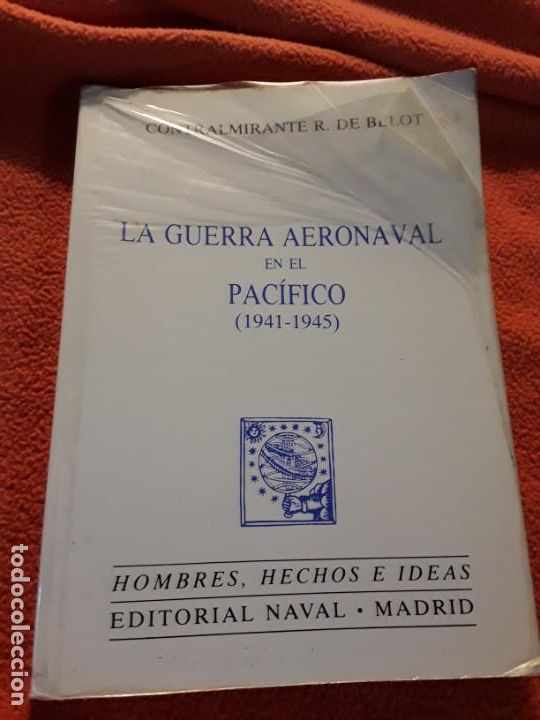 CONTRALMIRANTE R. DE BELOT
LA GUERRA AERONAVAL
EN EL
PACÍFICO
(1941-1945)
HOMBRES, HECHOS E IDEAS
EDITORIAL NAVAL • MADRID
todocoleccion